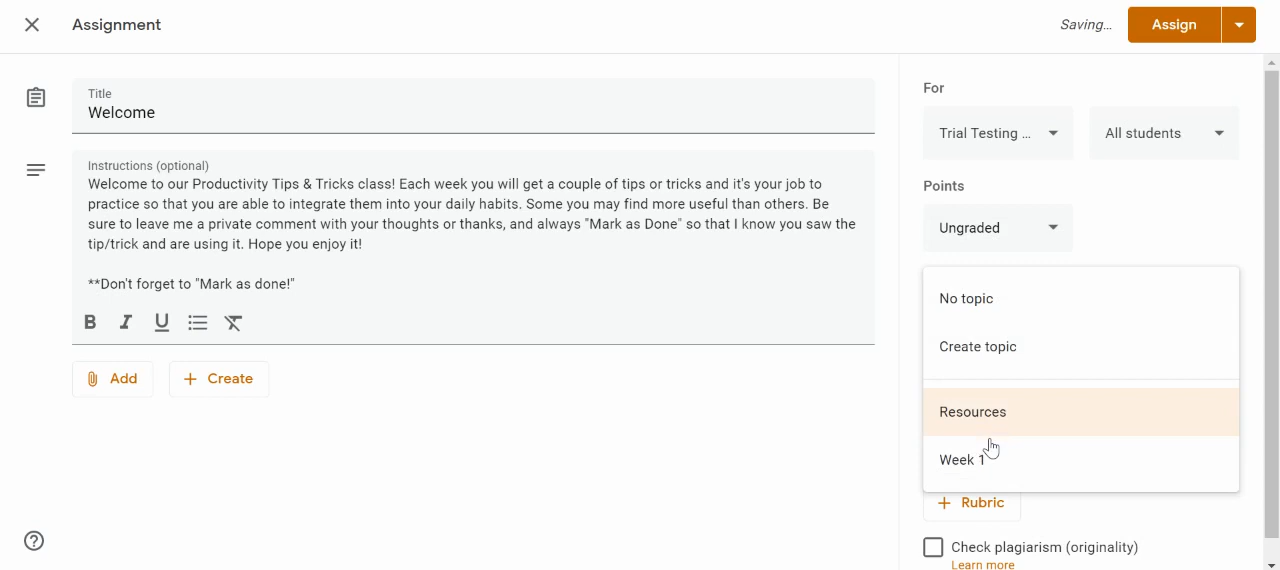 Assignment
Saving...
Assign
Title
Welcome
Instructions (optional)
Welcome to our Productivity Tips & Tricks class! Each week you will get a couple of tips or tricks and it's your job to
practice so that you are able to integrate them into your daily habits. Some you may find more useful than others. Be
sure to leave me a private comment with your thoughts or thanks, and always "Mark as Done" so that I know you saw the
tip/trick and are using it. Hope you enjoy it!
**Don't forget to "Mark as done!"
B I U
Add
Create
For
Trial Testing ...
All students
Points
Ungraded
No topic
Create topic
Resources
Week 1
+ Rubric
Check plagiarism (originality)
Learn more